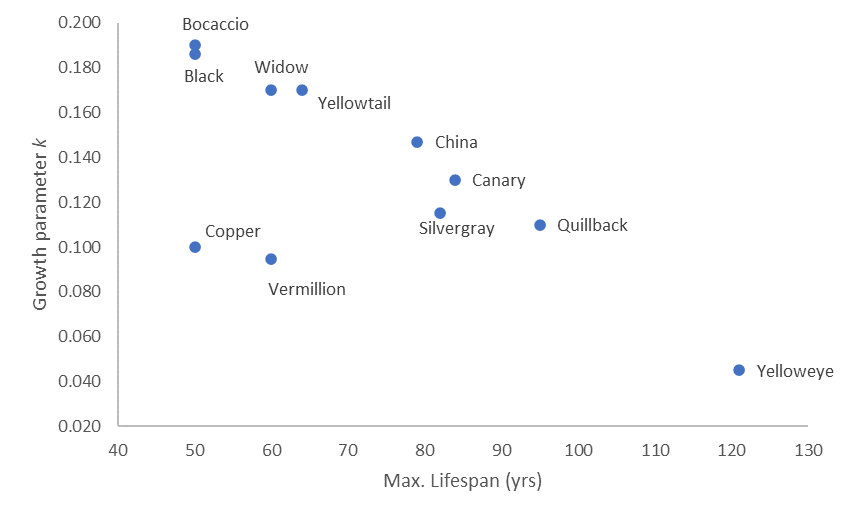 0.200
0.180
0.160
0.140
0.120
0.100
0.080
0.060
0.040
0.020
Growth parameter k
Bocaccio
Black
Widow
Yellowtail
China
Canary
Silvergray
Quillback
Copper
Vermillion
Yelloweye
40 50 60 70 80 90 100 110 120 130
Max. Lifespan (yrs)